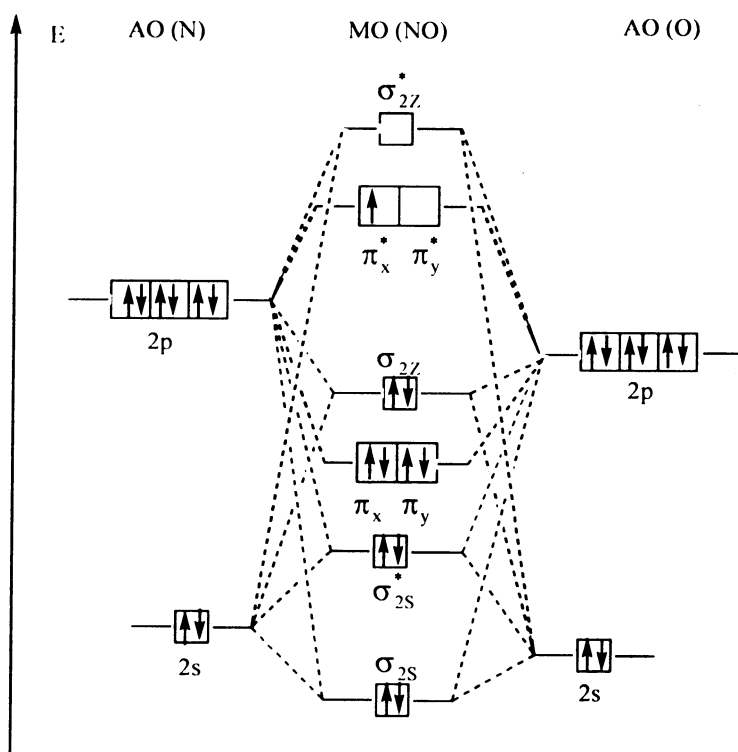 E AO (N) MO (NO) AO (O)
σ*2Z
π*x π*y
2p
σ2Z
2p
πx πy
σ*2S
2s
σ2S
2s